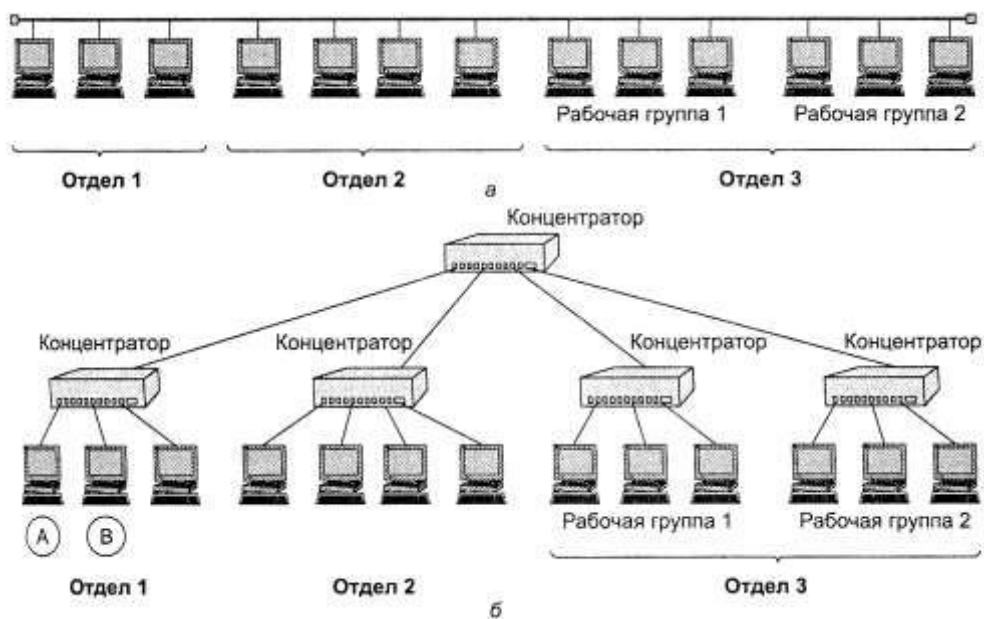 Рабочая группа 1 Рабочая группа 2
Отдел 1 Отдел 2 Отдел 3
а
Концентратор
Концентратор Концентратор Концентратор Концентратор
Рабочая группа 1 Рабочая группа 2
А В
Отдел 1 Отдел 2 Отдел 3
б